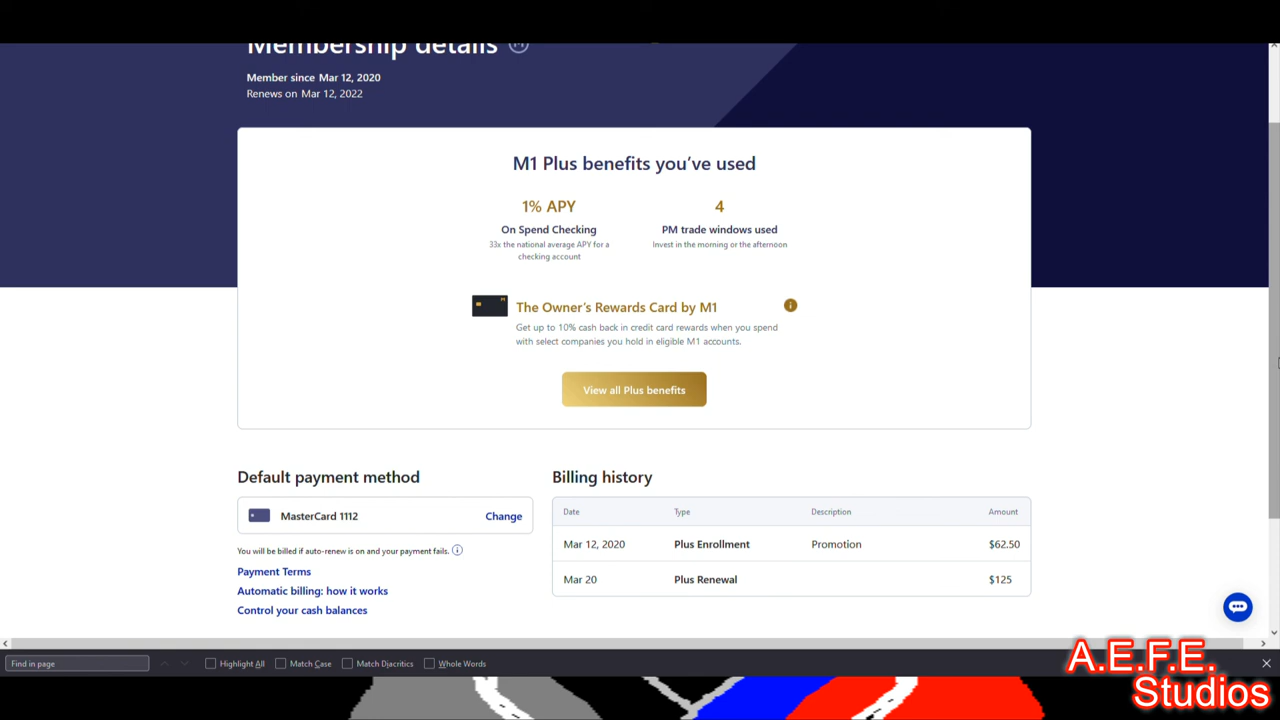 Membership details
Member since Mar 12, 2020
Renews on Mar 12, 2022
M1 Plus benefits you've used
1% APY
On Spend Checking
33x the national average APY for a
checking account
4
PM trade windows used
Invest in the morning or the afternoon
The Owner's Rewards Card by M1
Get up to 10% cash back in credit card rewards when you spend
with select companies you hold in eligible M1 accounts.
View all Plus benefits
Default payment method
MasterCard 1112 Change
You will be billed if auto-renew is on and your payment fails.
Payment Terms
Automatic billing: how it works
Control your cash balances
Billing history
Date Type Description Amount
Mar 12, 2020 Plus Enrollment Promotion $62.50
Mar 20 Plus Renewal $125
Find in page Highlight All Match Case Match Diacritics Whole Words
A.E.F.E.
Studios